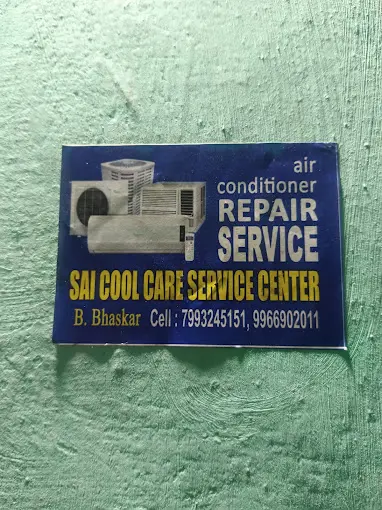 air
conditioner
REPAIR
SERVICE
SAI COOL CARE SERVICE CENTER
B. Bhaskar Cell : 7993245151, 9966902011